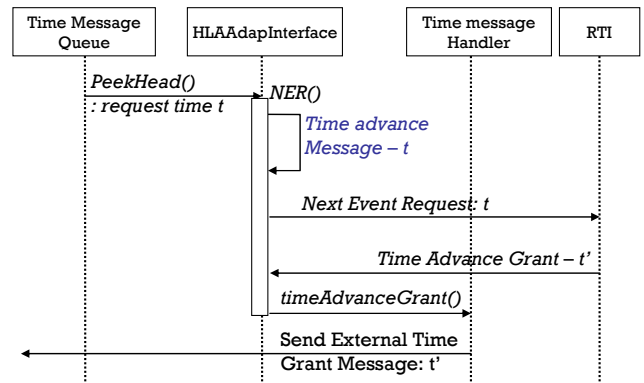 Time Message
Queue
HLAAdapInterface
Time message
Handler
RTI
PeekHead()
: request time t
NER()
Time advance
Message – t
Next Event Request: t
Time Advance Grant – t'
timeAdvanceGrant()
Send External Time
Grant Message: t'